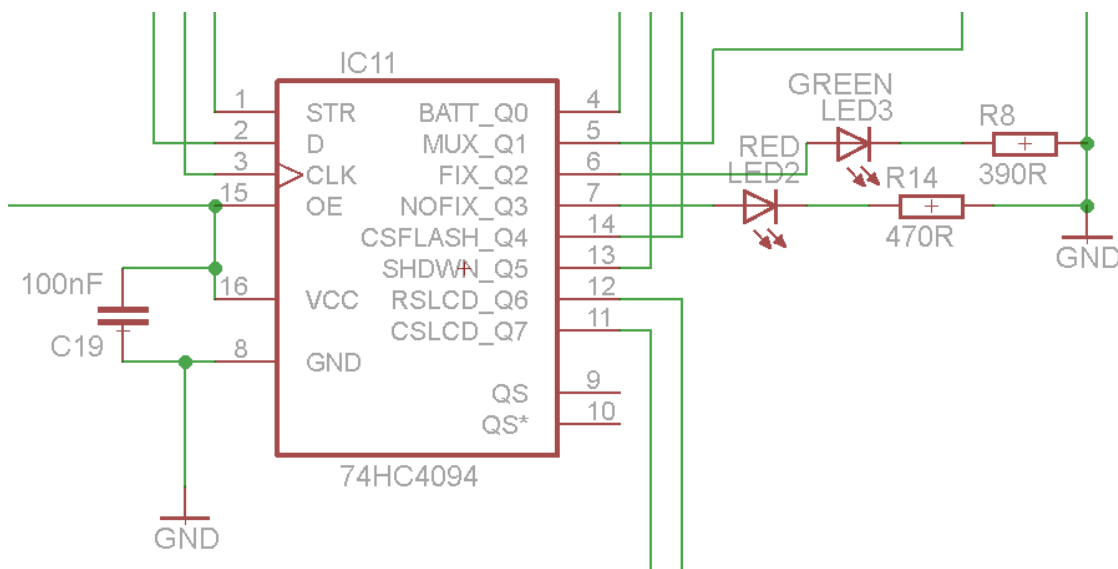 IC11
1 STR BATT_Q0 4
2 D MUX_Q1 5
3 CLK FIX_Q2 6
15 OE NOFIX_Q3 7
CSFLASH_Q4 14
SHDWN_Q5 13
16 VCC RSLCD_Q6 12
CSLCD_Q7 11
8 GND
QS 9
QS* 10
74HC4094
100nF
C19
GND
GREEN
LED3
R8
390R
RED
LED2
R14
470R
GND